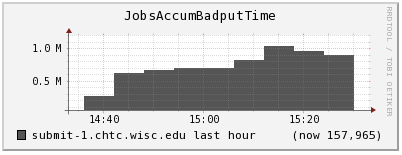 JobsAccumBadputTime
RRDTOOL / TOBI OETIKER
1.0 M
0.5 M
14:40 15:00 15:20
submit-1.chtc.wisc.edu last hour (now 157,965)